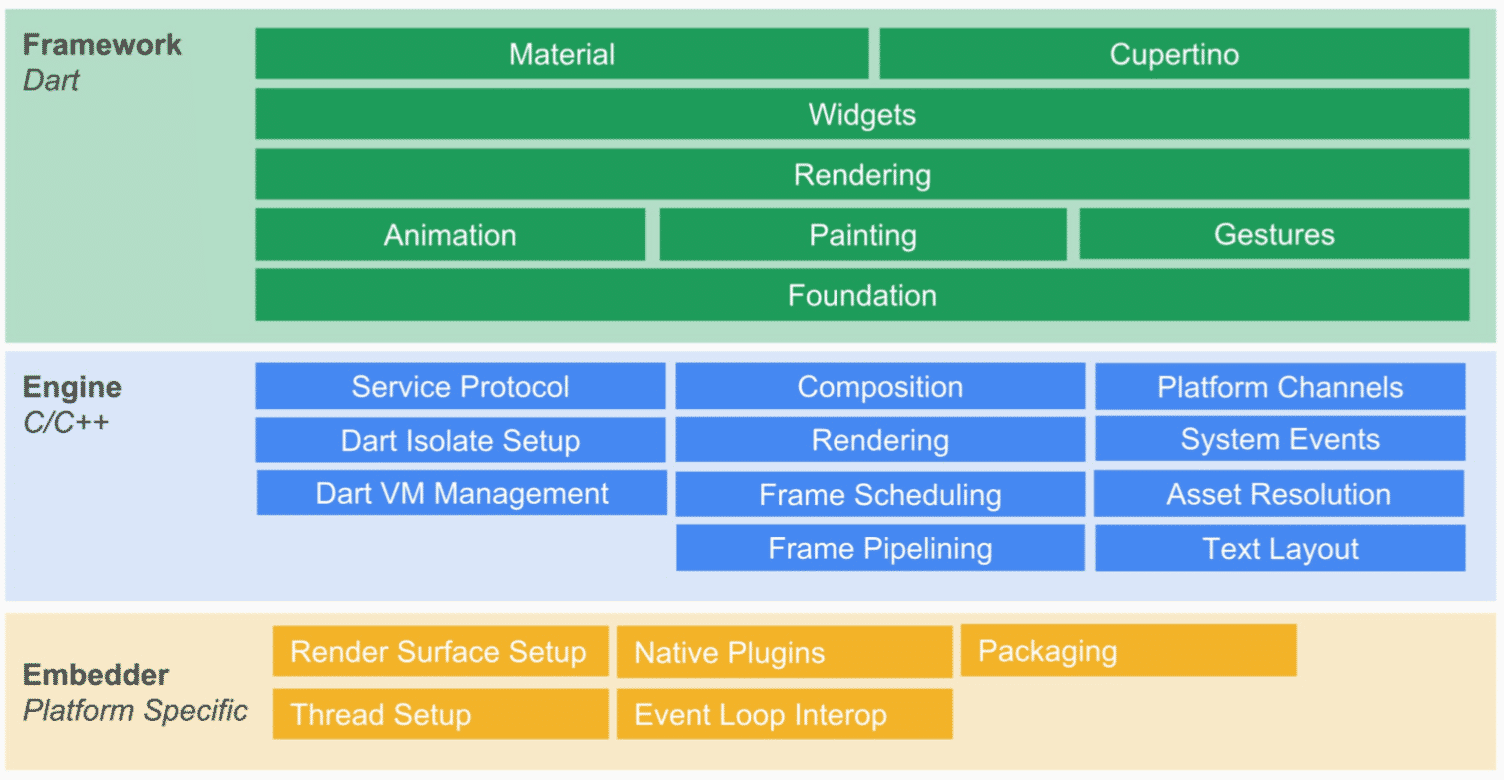 Framework
Dart
Material
Cupertino
Widgets
Rendering
Animation
Painting
Gestures
Foundation
Engine
C/C++
Service Protocol
Composition
Platform Channels
Dart Isolate Setup
Rendering
System Events
Dart VM Management
Frame Scheduling
Asset Resolution
Frame Pipelining
Text Layout
Embedder
Platform Specific
Render Surface Setup
Native Plugins
Packaging
Thread Setup
Event Loop Interop